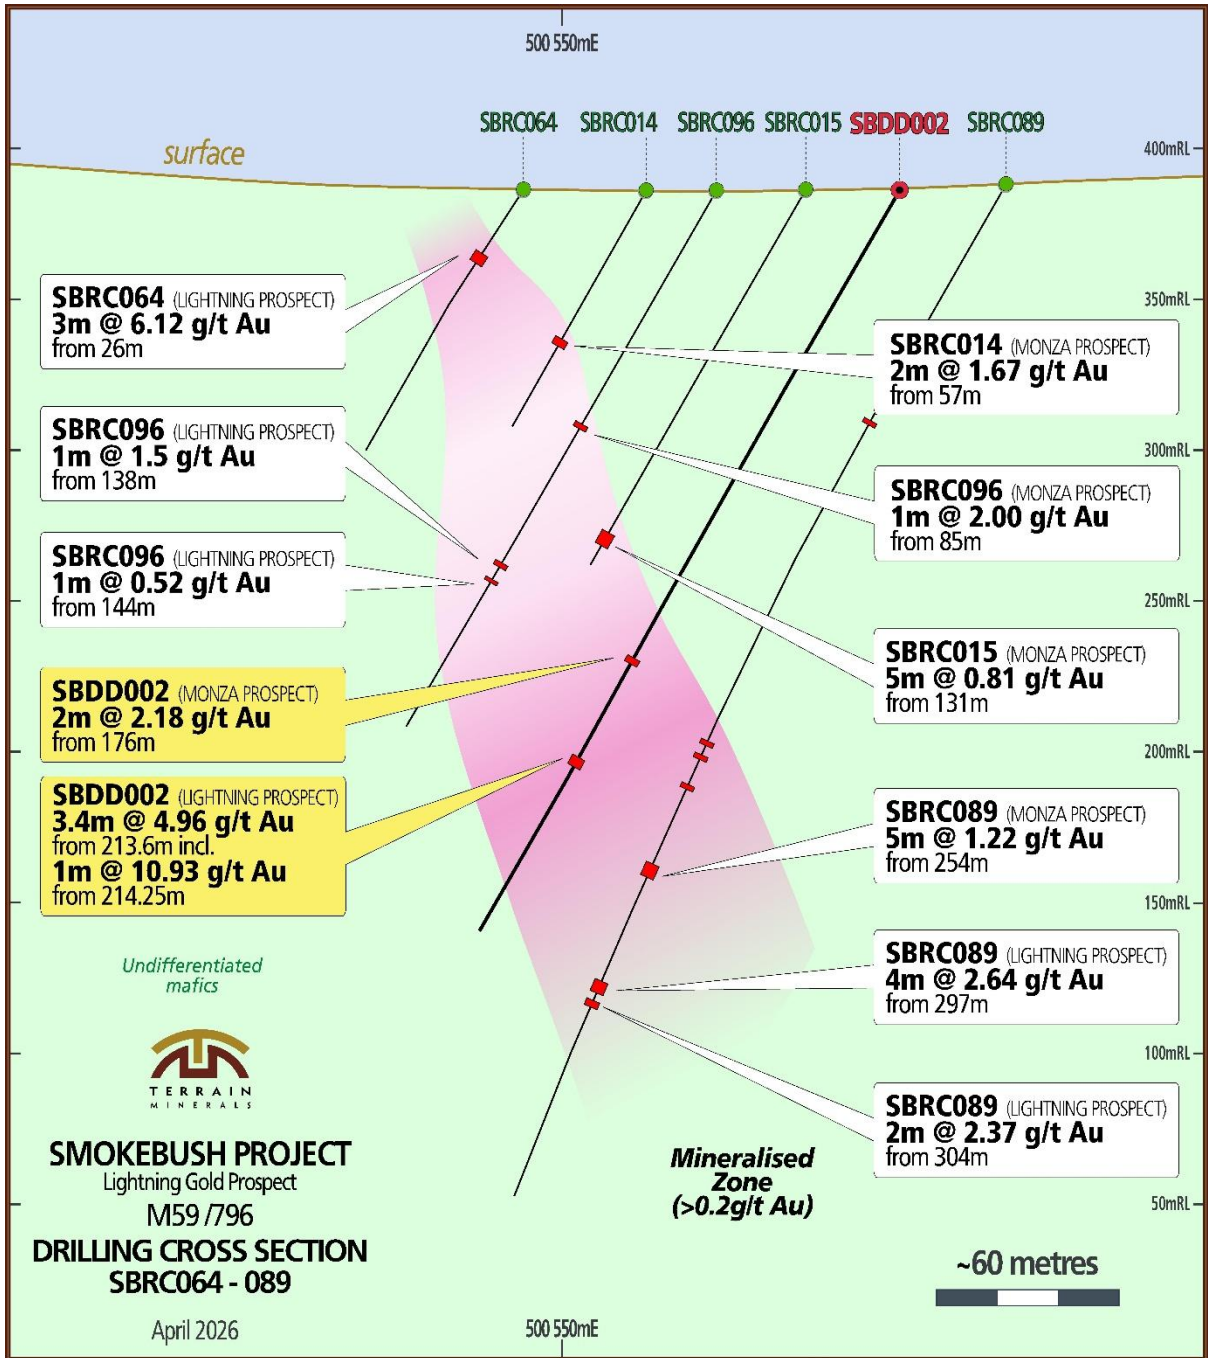 500 550mE
SBRC064 SBRC014 SBRC096 SBRC015 SBDD002 SBRC089
surface
400mRL
350mRL
300mRL
250mRL
200mRL
150mRL
100mRL
50mRL
SBRC064 (LIGHTNING PROSPECT)
3m @ 6.12 g/t Au
from 26m
SBRC096 (LIGHTNING PROSPECT)
1m @ 1.5 g/t Au
from 138m
SBRC096 (LIGHTNING PROSPECT)
1m @ 0.52 g/t Au
from 144m
SBDD002 (MONZA PROSPECT)
2m @ 2.18 g/t Au
from 176m
SBDD002 (LIGHTNING PROSPECT)
3.4m @ 4.96 g/t Au
from 213.6m incl.
1m @ 10.93 g/t Au
from 214.25m
SBRC014 (MONZA PROSPECT)
2m @ 1.67 g/t Au
from 57m
SBRC096 (MONZA PROSPECT)
1m @ 2.00 g/t Au
from 85m
SBRC015 (MONZA PROSPECT)
5m @ 0.81 g/t Au
from 131m
SBRC089 (MONZA PROSPECT)
5m @ 1.22 g/t Au
from 254m
SBRC089 (LIGHTNING PROSPECT)
4m @ 2.64 g/t Au
from 297m
SBRC089 (LIGHTNING PROSPECT)
2m @ 2.37 g/t Au
from 304m
Undifferentiated
mafics
TERRAIN
MINERALS
SMOKEBUSH PROJECT
Lightning Gold Prospect
M59 /796
DRILLING CROSS SECTION
SBRC064 - 089
April 2026
Mineralised
Zone
(>0.2g/t Au)
~60 metres
500 550mE